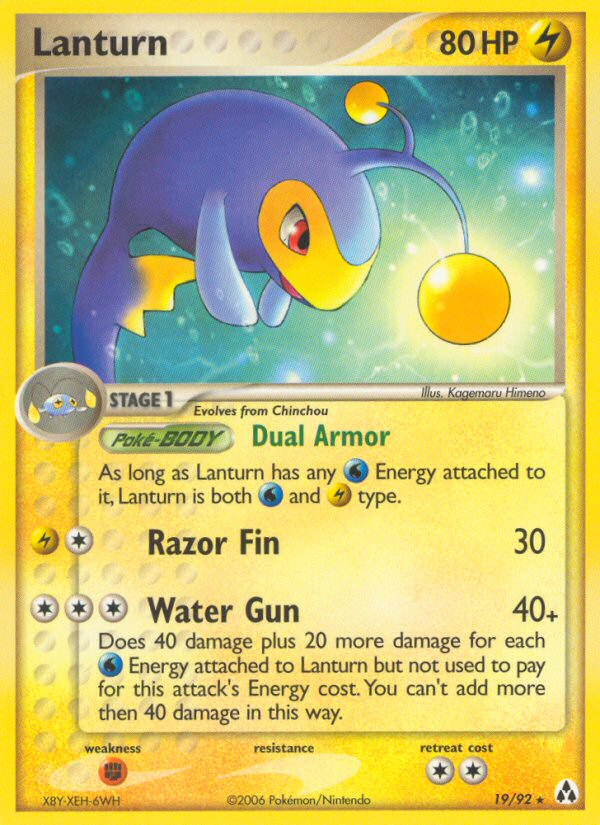 Lanturn 80 HP
Illus. Kagemaru Himeno
STAGE 1
Evolves from Chinchou
Poké-BODY Dual Armor
As long as Lanturn has any Energy attached to
it, Lanturn is both and type.
Razor Fin 30
Water Gun 40+
Does 40 damage plus 20 more damage for each
Energy attached to Lanturn but not used to pay
for this attack's Energy cost. You can't add more
then 40 damage in this way.
weakness resistance retreat cost
X8Y-XEH-6WH ©2006 Pokémon/Nintendo 19/92 ★